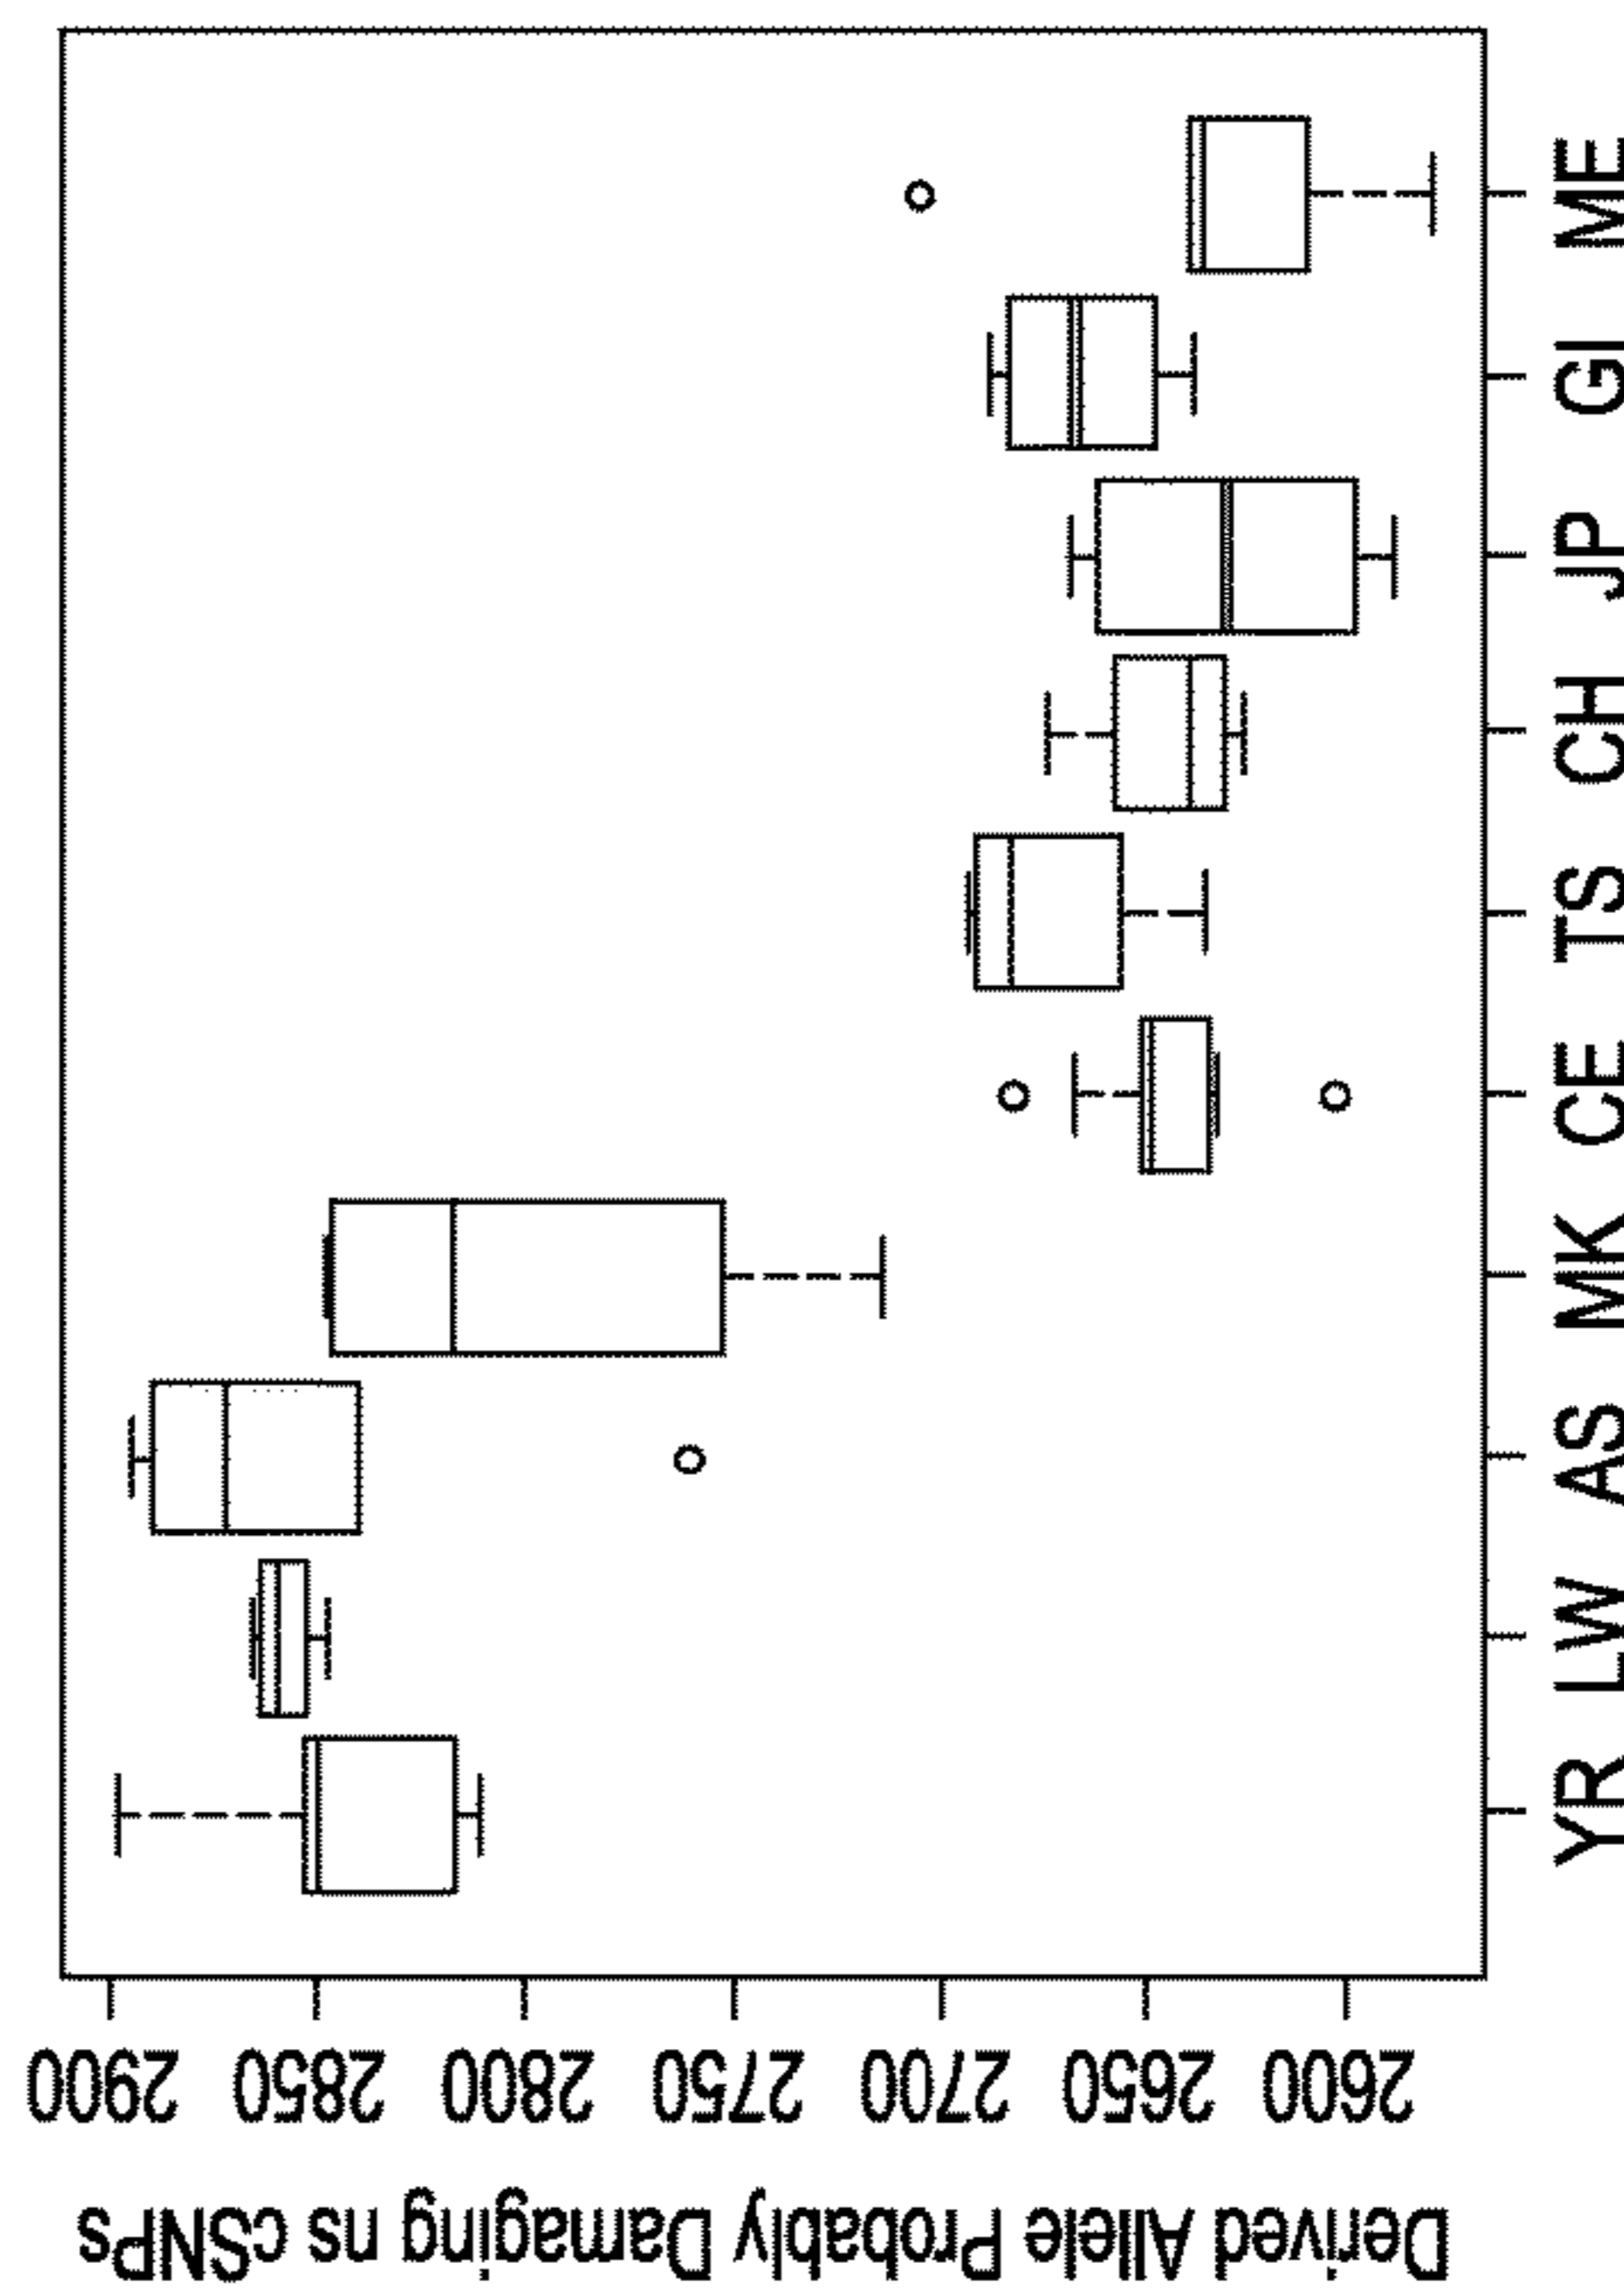 Derived Allele Probably Damaging ns cSNPs
2600 2650 2700 2750 2800 2850 2900
YR LW AS MK CE TS CH JP GI ME